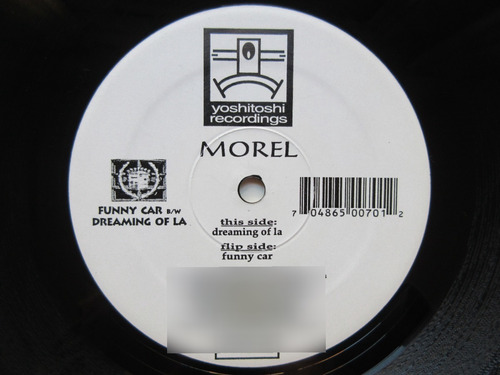 yoshitoshi
recordings
MOREL
FUNNY CAR B/W
DREAMING OF LA
this side:
dreaming of la
flip side:
funny car
7 04865 00701 2